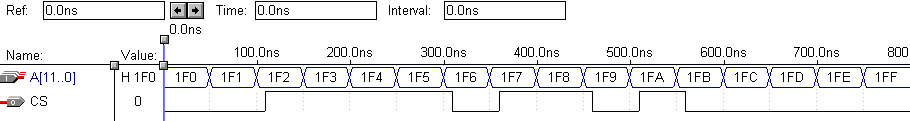 Ref: 0.0ns Time: 0.0ns Interval: 0.0ns
0.0ns
Name: Value: 100.0ns 200.0ns 300.0ns 400.0ns 500.0ns 600.0ns 700.0ns 800
A[11..0] H 1F0 1F0 1F1 1F2 1F3 1F4 1F5 1F6 1F7 1F8 1F9 1FA 1FB 1FC 1FD 1FE 1FF
CS 0